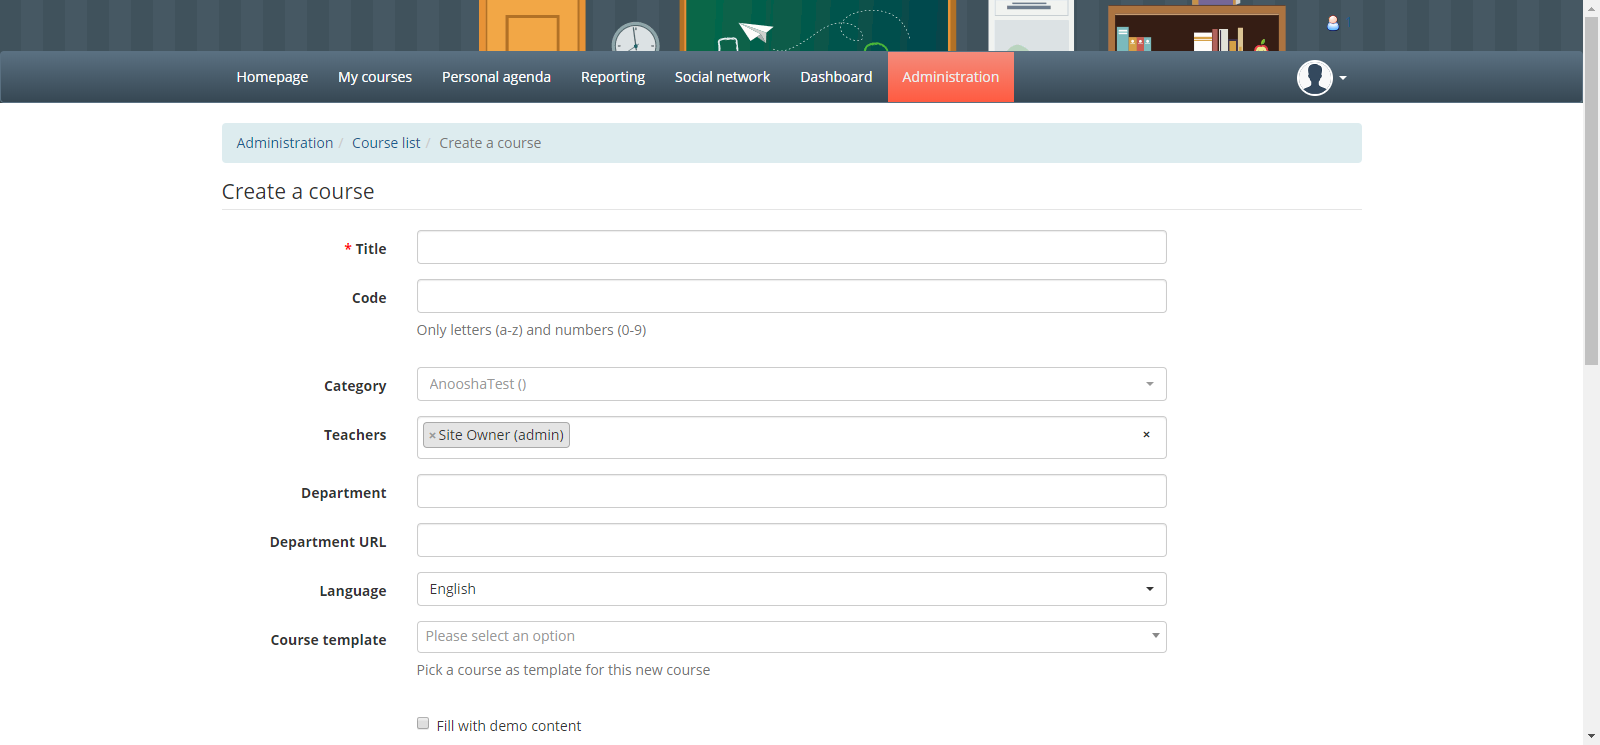 Homepage My courses Personal agenda Reporting Social network Dashboard Administration
Administration / Course list / Create a course
Create a course
* Title
Code
Only letters (a-z) and numbers (0-9)
Category AnooshaTest ()
Teachers × Site Owner (admin) ×
Department
Department URL
Language English
Course template Please select an option
Pick a course as template for this new course
Fill with demo content